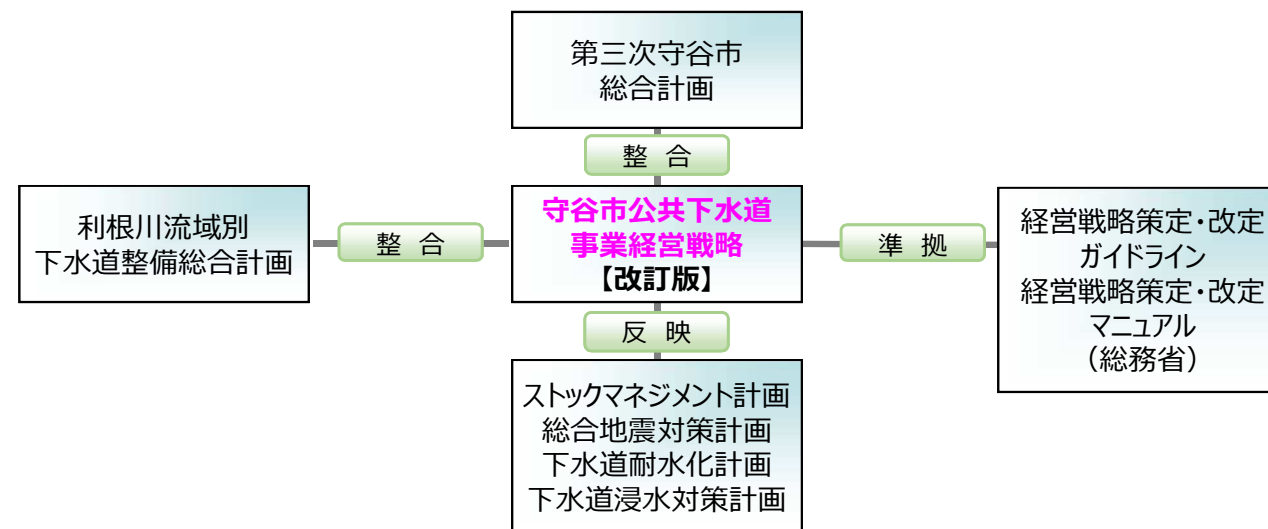 第三次守谷市
総合計画
整 合
利根川流域別
下水道整備総合計画
整 合
守谷市公共下水道
事業経営戦略
【改訂版】
準 拠
経営戦略策定・改定
ガイドライン
経営戦略策定・改定
マニュアル
（総務省）
反 映
ストックマネジメント計画
総合地震対策計画
下水道耐水化計画
下水道浸水対策計画